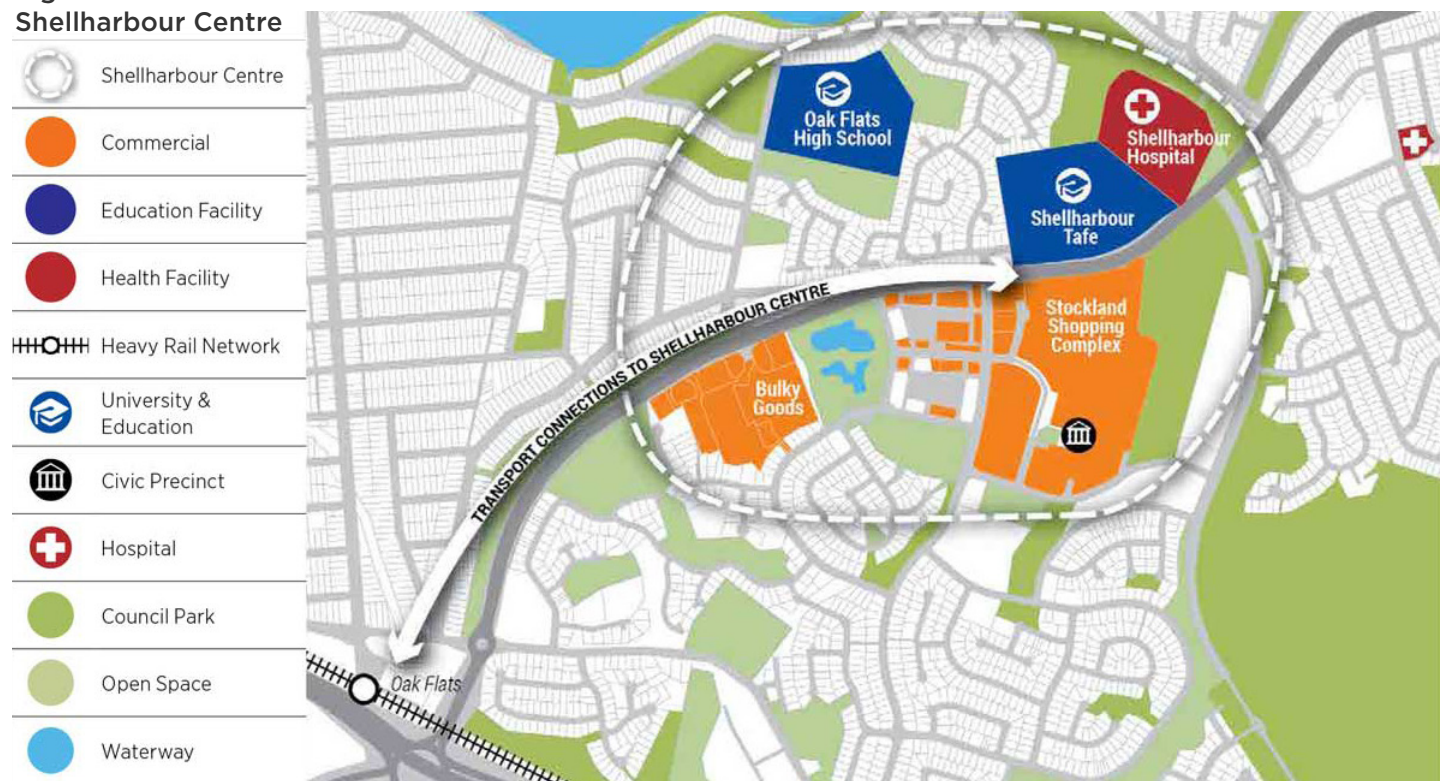 Shellharbour Centre
Shellharbour Centre
Commercial
Education Facility
Health Facility
Heavy Rail Network
University &
Education
Civic Precinct
Hospital
Council Park
Open Space
Waterway
Oak Flats
High School
Shellharbour
Hospital
Shellharbour
Tafe
TRANSPORT CONNECTIONS TO SHELLHARBOUR CENTRE
Stockland
Shopping
Complex
Bulky
Goods
Oak Flats